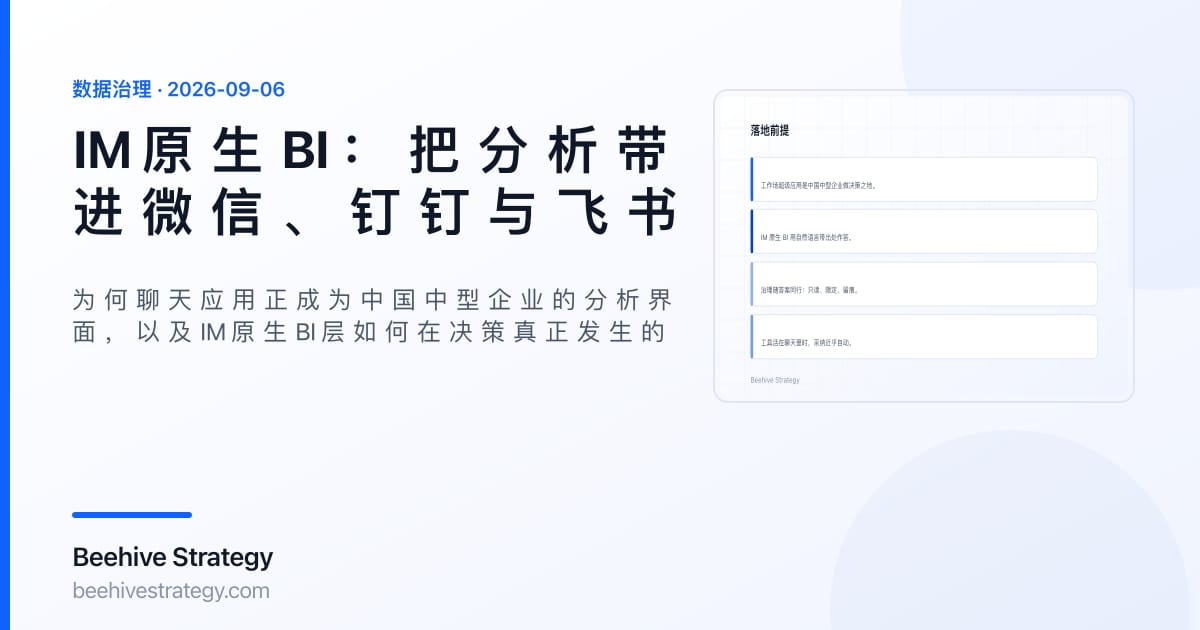 数据治理 · 2026-09-06
IM原生BI：把分析带
进微信、钉钉与飞书
为何聊天应用正成为中国中型企业的分析界
面，以及IM原生BI层如何在决策真正发生的
落地前提
工作场超级应用是中国中型企业做决策之地。
IM 原生 BI 用自然语言带出处作答。
治理随答案同行：只读、限定、留痕。
工具活在聊天里时，采纳近乎自动。
Beehive Strategy
Beehive Strategy
beehivestrategy.com